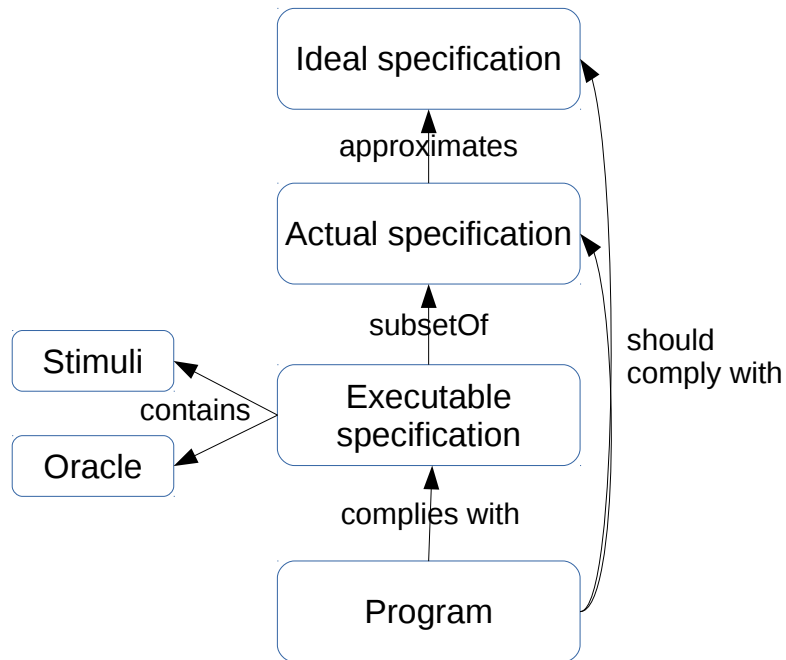 Ideal specification
approximates
Actual specification
subsetOf
should
comply with
Stimuli
contains
Oracle
Executable
specification
complies with
Program